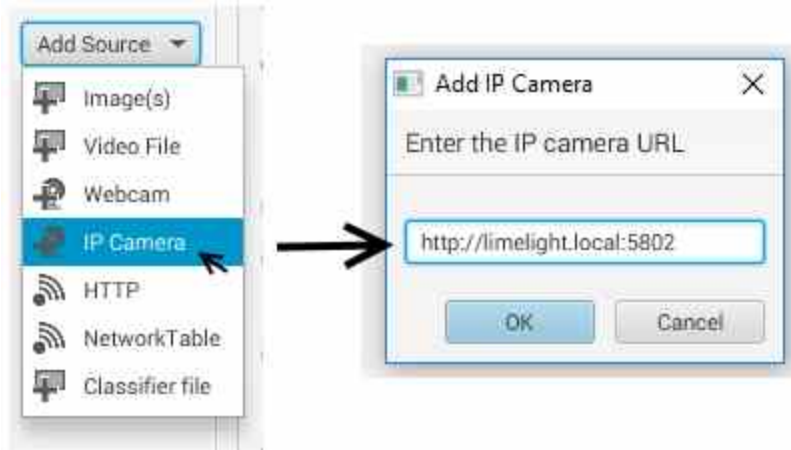 Add Source
Image(s)
Video File
Webcam
IP Camera
HTTP
NetworkTable
Classifier file
Add IP Camera
Enter the IP camera URL
http://limelight.local:5802
OK
Cancel